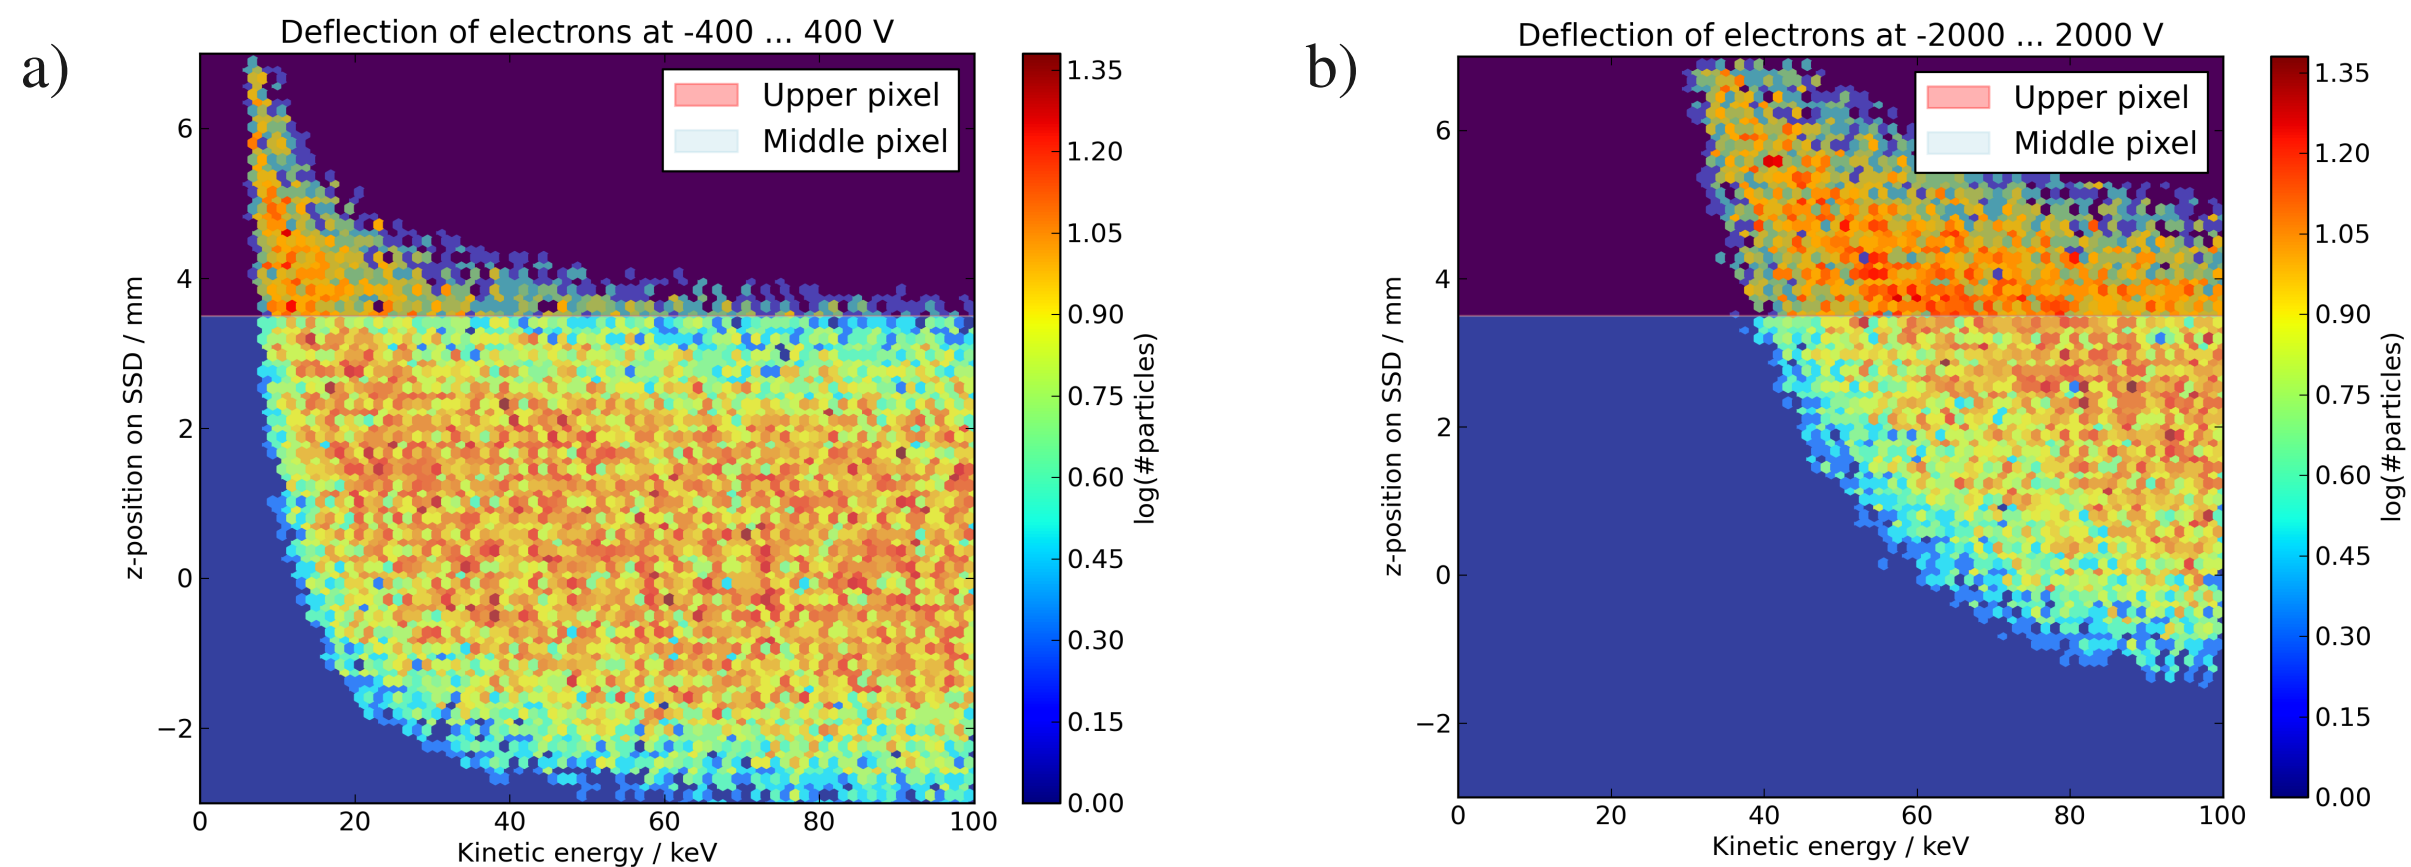 a)
Deflection of electrons at -400 ... 400 V
Upper pixel
Middle pixel
6
4
2
0
−2
z-position on SSD / mm
0 20 40 60 80 100
Kinetic energy / keV
1.35
1.20
1.05
0.90
0.75
0.60
0.45
0.30
0.15
0.00
log(#particles)
b)
Deflection of electrons at -2000 ... 2000 V
Upper pixel
Middle pixel
6
4
2
0
−2
z-position on SSD / mm
0 20 40 60 80 100
Kinetic energy / keV
1.35
1.20
1.05
0.90
0.75
0.60
0.45
0.30
0.15
0.00
log(#particles)